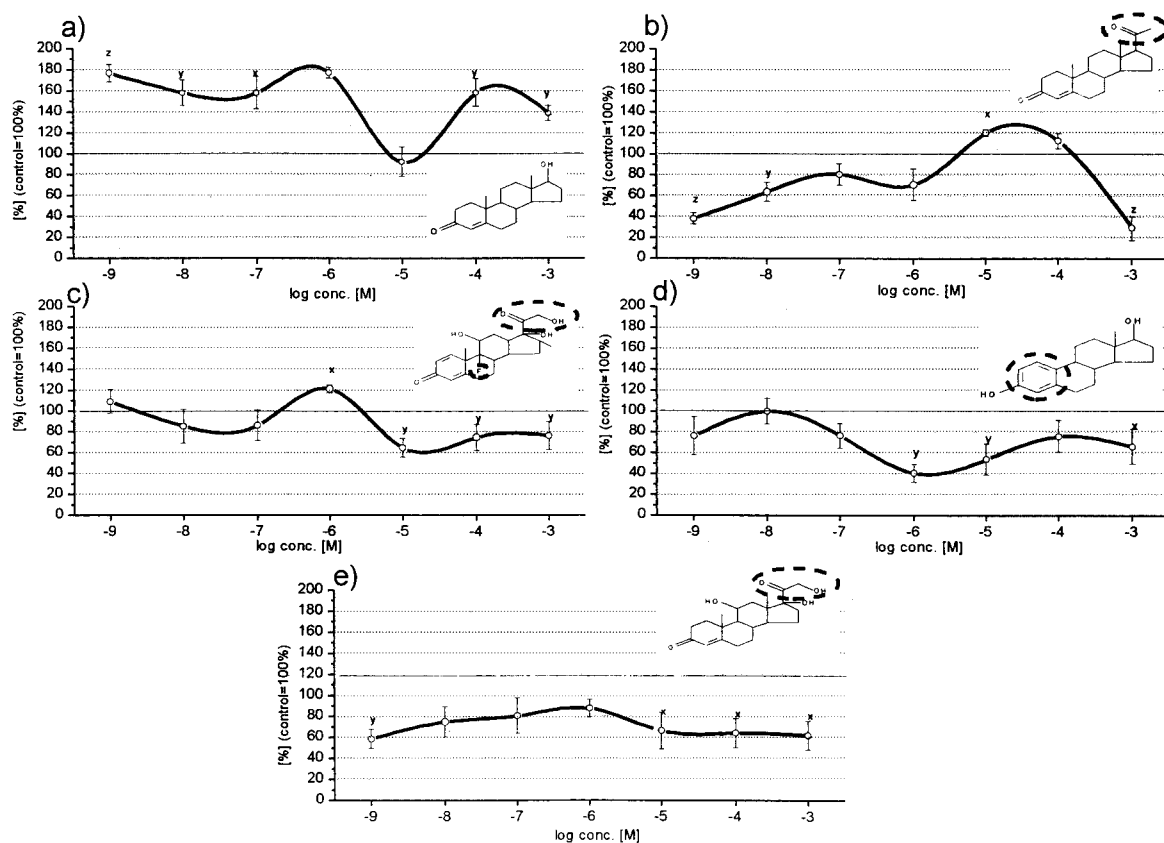 a)
[%] (control=100%)
200
180
160
140
120
100
80
60
40
20
0
z
y
x
y
y
OH
O
-9 -8 -7 -6 -5 -4 -3
log conc. [M]
b)
[%] (control=100%)
200
180
160
140
120
100
80
60
40
20
0
z
y
x
z
O
O
-9 -8 -7 -6 -5 -4 -3
log conc. [M]
c)
[%] (control=100%)
200
180
160
140
120
100
80
60
40
20
0
x
y
y
y
O
OH
HO
OH
F
O
-9 -8 -7 -6 -5 -4 -3
log conc. [M]
d)
[%] (control=100%)
200
180
160
140
120
100
80
60
40
20
0
y
y
x
OH
HO
-9 -8 -7 -6 -5 -4 -3
log conc. [M]
e)
[%] (control=100%)
200
180
160
140
120
100
80
60
40
20
0
y
x
x
x
O
OH
HO
OH
O
-9 -8 -7 -6 -5 -4 -3
log conc. [M]